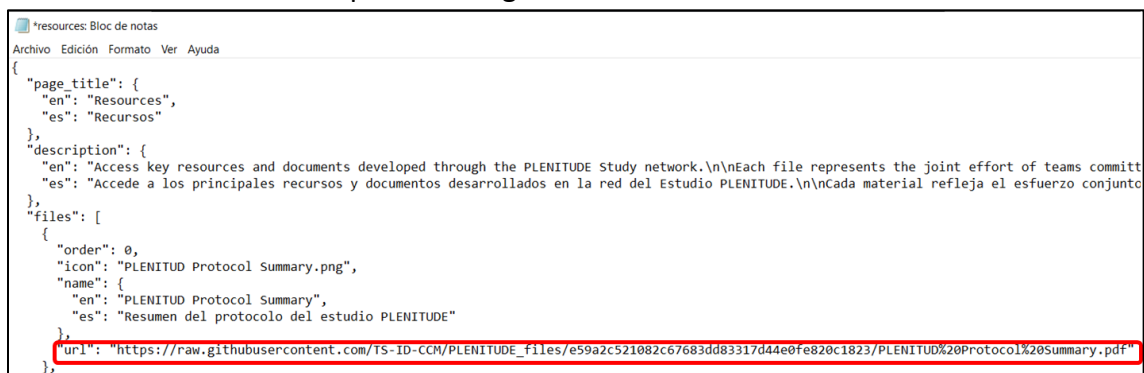 *resources: Bloc de notas
Archivo Edición Formato Ver Ayuda
{
"page_title": {
"en": "Resources",
"es": "Recursos"
},
"description": {
"en": "Access key resources and documents developed through the PLENITUDE Study network.\n\nEach file represents the joint effort of teams committ
"es": "Accede a los principales recursos y documentos desarrollados en la red del Estudio PLENITUDE.\n\nCada material refleja el esfuerzo conjunto
},
"files": [
{
"order": 0,
"icon": "PLENITUD Protocol Summary.png",
"name": {
"en": "PLENITUD Protocol Summary",
"es": "Resumen del protocolo del estudio PLENITUDE"
},
"url": "https://raw.githubusercontent.com/TS-ID-CCM/PLENITUDE_files/e59a2c521082c67683dd83317d44e0fe820c1823/PLENITUD%20Protocol%20Summary.pdf"
},